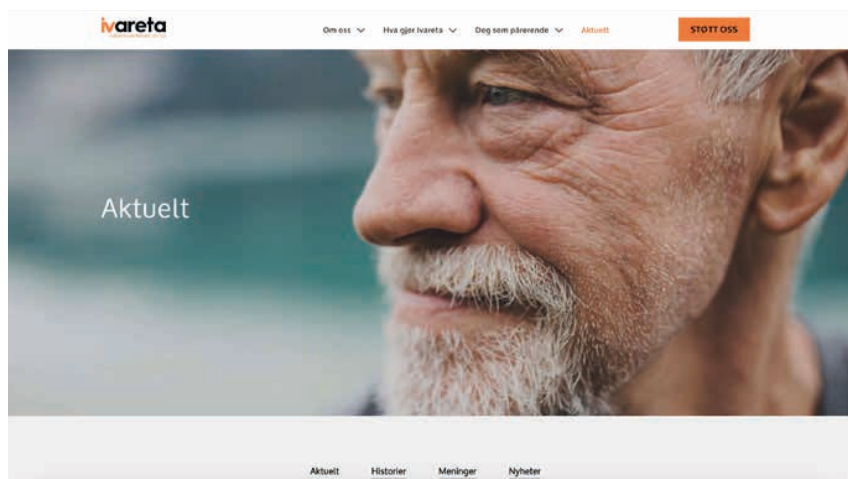 ivareta
Om oss Hva gjør Ivareta Deg som pårørende Aktuelt STØTT OSS
Aktuelt
Aktuelt Historier Meninger Nyheter